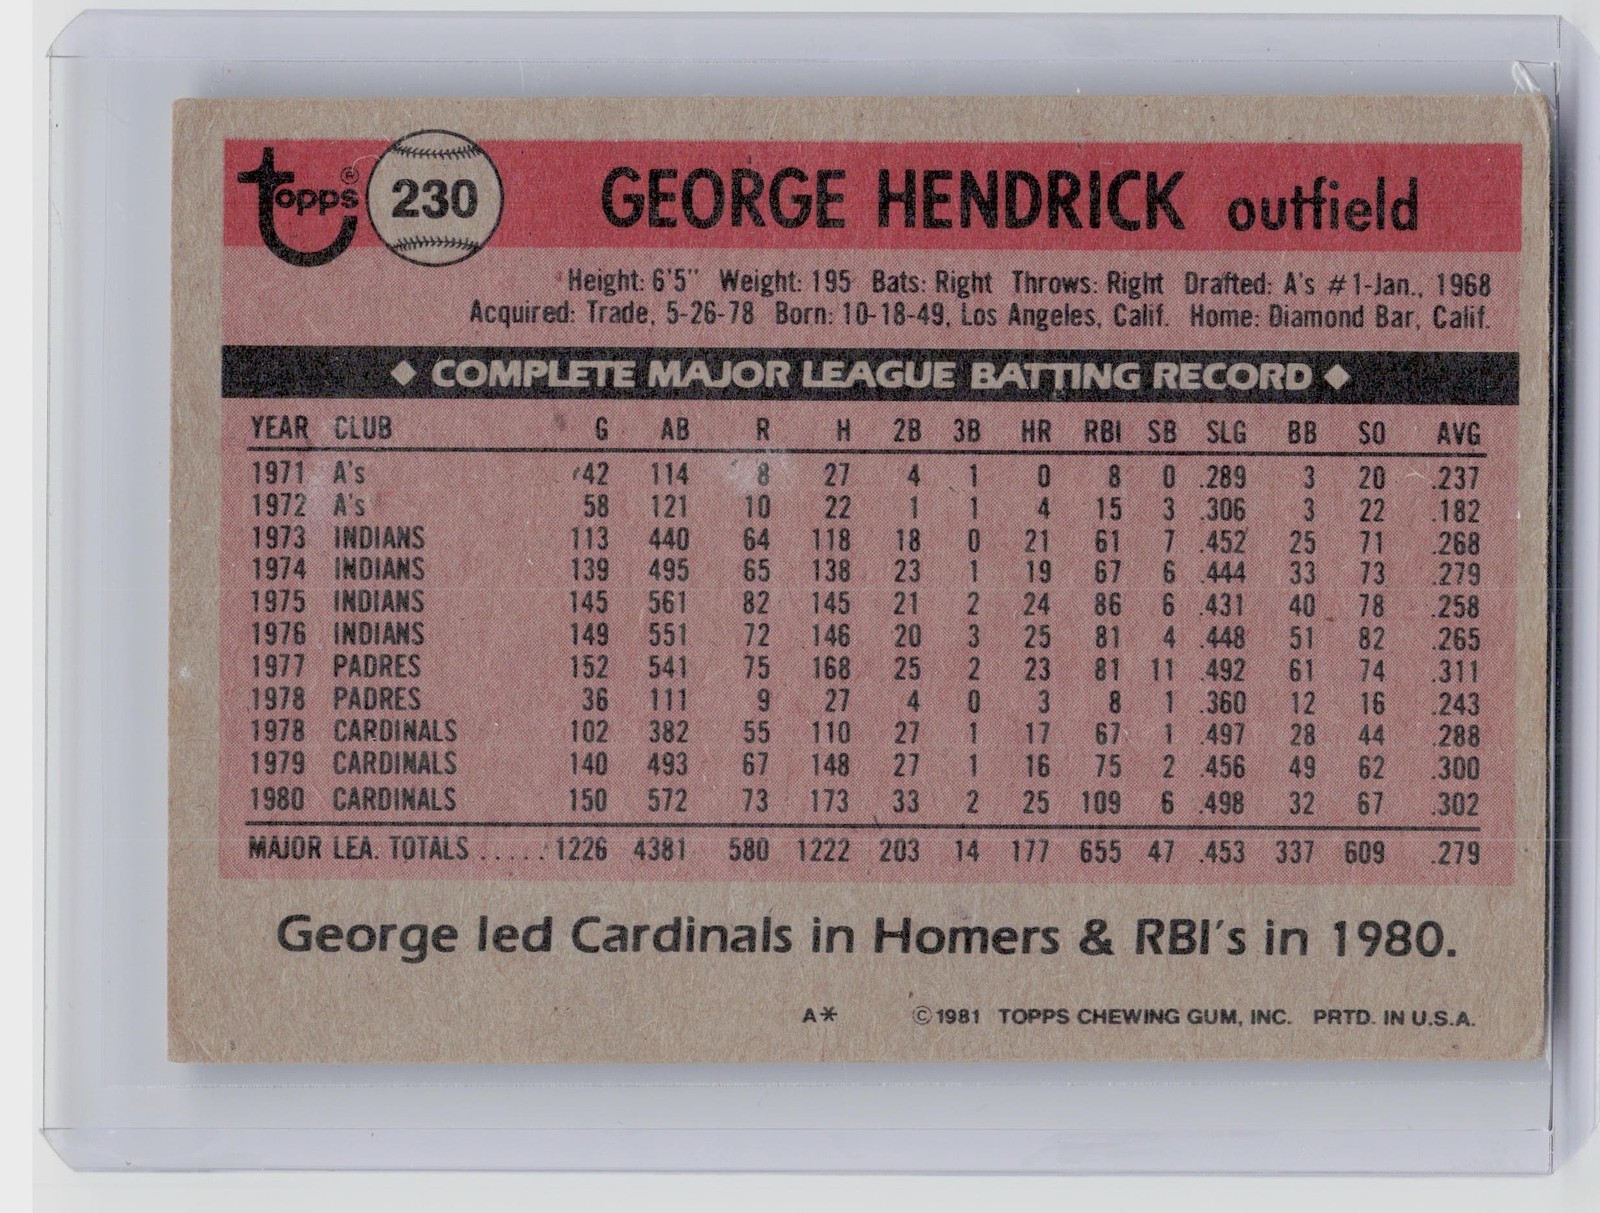 topps ® 230 GEORGE HENDRICK outfield
Height: 6'5" Weight: 195 Bats: Right Throws: Right Drafted: A's #1-Jan., 1968
Acquired: Trade, 5-26-78 Born: 10-18-49, Los Angeles, Calif. Home: Diamond Bar, Calif.
◆ COMPLETE MAJOR LEAGUE BATTING RECORD ◆
YEAR CLUB G AB R H 2B 3B HR RBI SB SLG BB SO AVG
1971 A's 42 114 8 27 4 1 0 8 0 .289 3 20 .237
1972 A's 58 121 10 22 1 1 4 15 3 .306 3 22 .182
1973 INDIANS 113 440 64 118 18 0 21 61 7 .452 25 71 .268
1974 INDIANS 139 495 65 138 23 1 19 67 6 .444 33 73 .279
1975 INDIANS 145 561 82 145 21 2 24 86 6 .431 40 78 .258
1976 INDIANS 149 551 72 146 20 3 25 81 4 .448 51 82 .265
1977 PADRES 152 541 75 168 25 2 23 81 11 .492 61 74 .311
1978 PADRES 36 111 9 27 4 0 3 8 1 .360 12 16 .243
1978 CARDINALS 102 382 55 110 27 1 17 67 1 .497 28 44 .288
1979 CARDINALS 140 493 67 148 27 1 16 75 2 .456 49 62 .300
1980 CARDINALS 150 572 73 173 33 2 25 109 6 .498 32 67 .302
MAJOR LEA. TOTALS ..... 1226 4381 580 1222 203 14 177 655 47 .453 337 609 .279
George led Cardinals in Homers & RBI's in 1980.
A* ©1981 TOPPS CHEWING GUM, INC. PRTD. IN U.S.A.